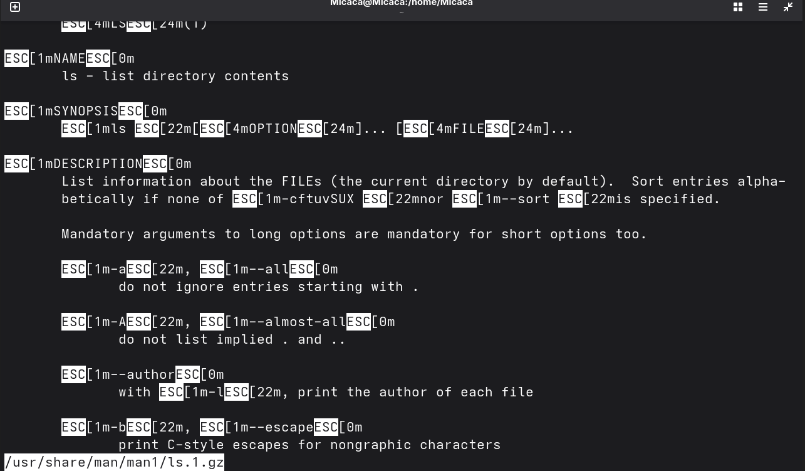 Micaca@Micaca:/home/Micaca
ESC[4mLSESC[24m(1)
ESC[1mNAMEESC[0m
ls - list directory contents
ESC[1mSYNOPSISESC[0m
ESC[1mls ESC[22m[ESC[4mOPTIONESC[24m]... [ESC[4mFILEESC[24m]...
ESC[1mDESCRIPTIONESC[0m
List information about the FILEs (the current directory by default).  Sort entries alpha-
betically if none of ESC[1m-cftuvSUX ESC[22mnor ESC[1m--sort ESC[22mis specified.
Mandatory arguments to long options are mandatory for short options too.
ESC[1m-aESC[22m, ESC[1m--allESC[0m
do not ignore entries starting with .
ESC[1m-AESC[22m, ESC[1m--almost-allESC[0m
do not list implied . and ..
ESC[1m--authorESC[0m
with ESC[1m-lESC[22m, print the author of each file
ESC[1m-bESC[22m, ESC[1m--escapeESC[0m
print C-style escapes for nongraphic characters
/usr/share/man/man1/ls.1.gz